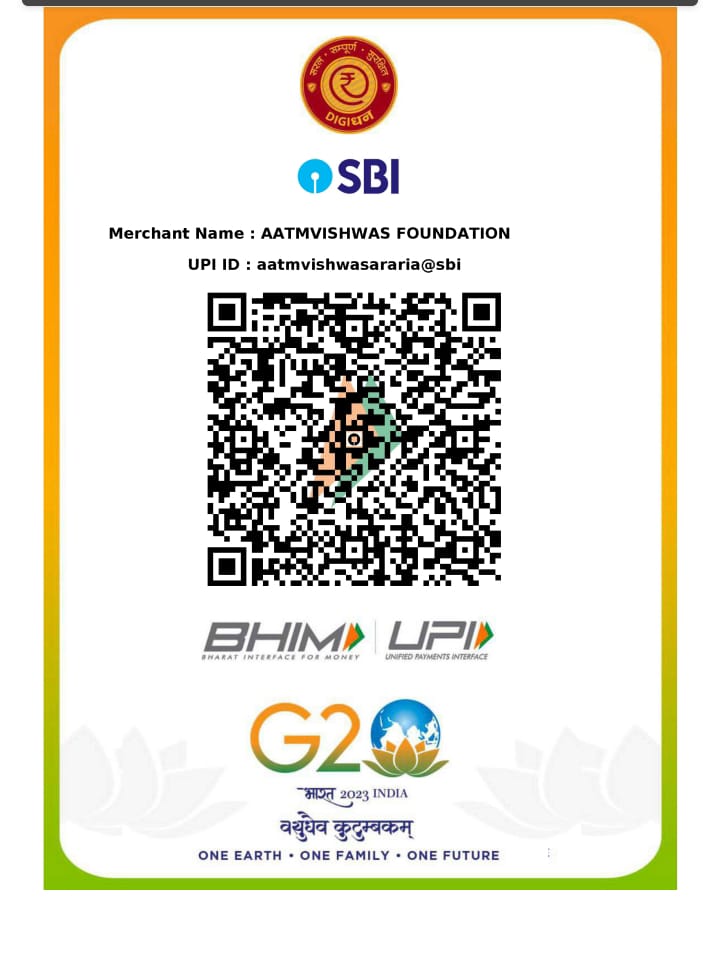 सरल • सम्पूर्ण • सुरक्षित
DIGIधन
SBI
Merchant Name : AATMVISHWAS FOUNDATION
UPI ID : aatmvishwasararia@sbi
BHIM UPI
BHARAT INTERFACE FOR MONEY UNIFIED PAYMENTS INTERFACE
G20
भारत 2023 INDIA
वसुधैव कुटुम्बकम्
ONE EARTH • ONE FAMILY • ONE FUTURE